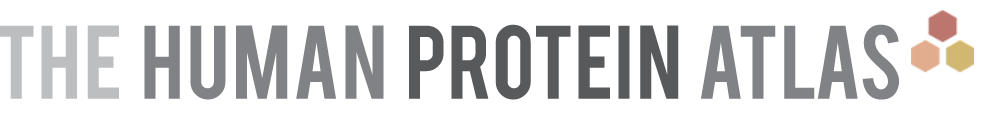 THE HUMAN PROTEIN ATLAS